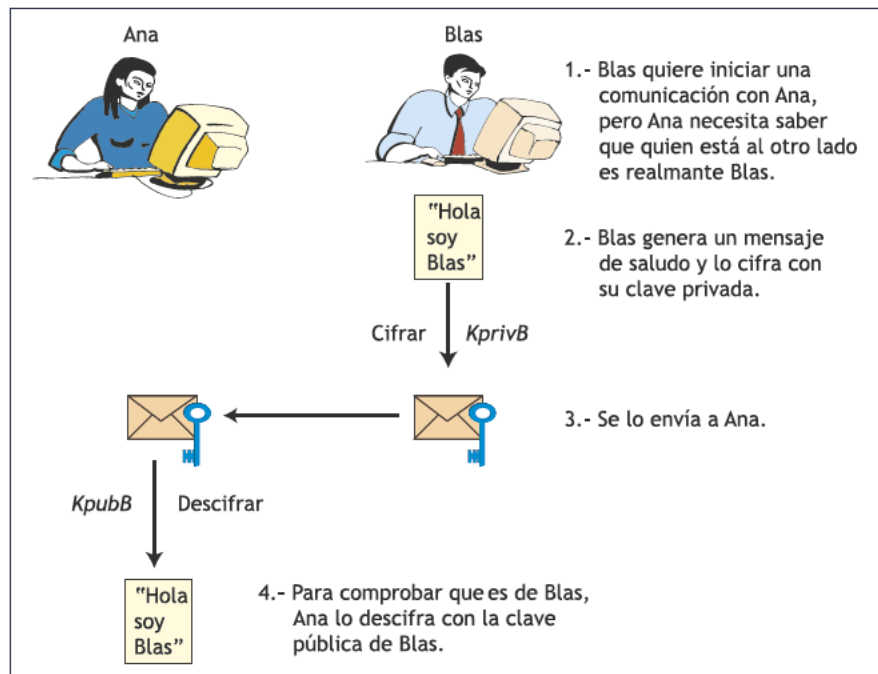 Ana
Blas
1.- Blas quiere iniciar una
comunicación con Ana,
pero Ana necesita saber
que quien está al otro lado
es realmante Blas.
"Hola
soy
Blas"
2.- Blas genera un mensaje
de saludo y lo cifra con
su clave privada.
Cifrar KprivB
3.- Se lo envía a Ana.
KpubB Descifrar
"Hola
soy
Blas"
4.- Para comprobar que es de Blas,
Ana lo descifra con la clave
pública de Blas.